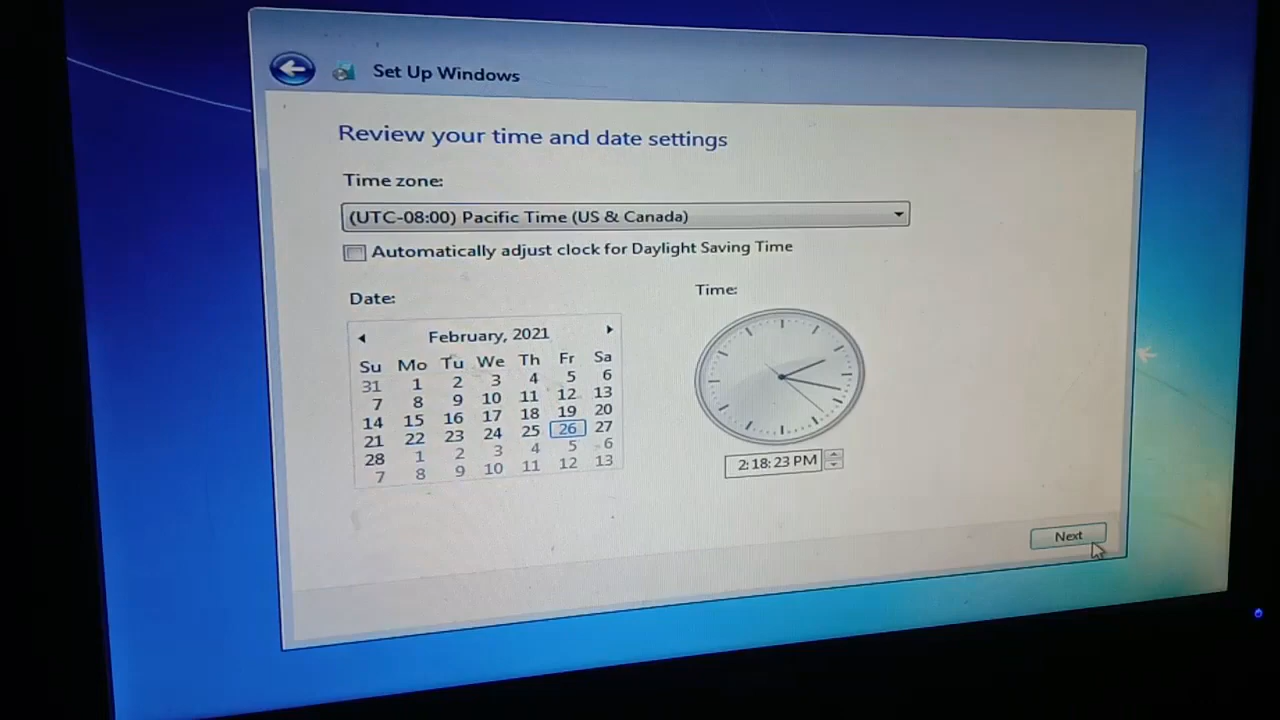 Set Up Windows
Review your time and date settings
Time zone:
(UTC-08:00) Pacific Time (US & Canada)
Automatically adjust clock for Daylight Saving Time
Date:
Time:
February, 2021
Su Mo Tu We Th Fr Sa
31 1 2 3 4 5 6
7 8 9 10 11 12 13
14 15 16 17 18 19 20
21 22 23 24 25 26 27
28 1 2 3 4 5 6
7 8 9 10 11 12 13
2:18:23 PM
Next